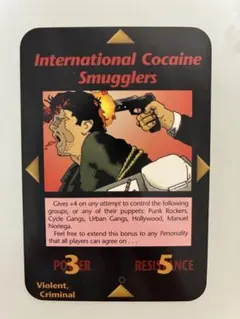 International Cocaine
Smugglers
Gives +4 on any attempt to control the following
groups, or any of their puppets: Punk Rockers,
Cycle Gangs, Urban Gangs, Hollywood, Manuel
Noriega.
Feel free to extend this bonus to any Personality
that all players can agree on . . .
3 POWER
5 RESISTANCE
Violent,
Criminal